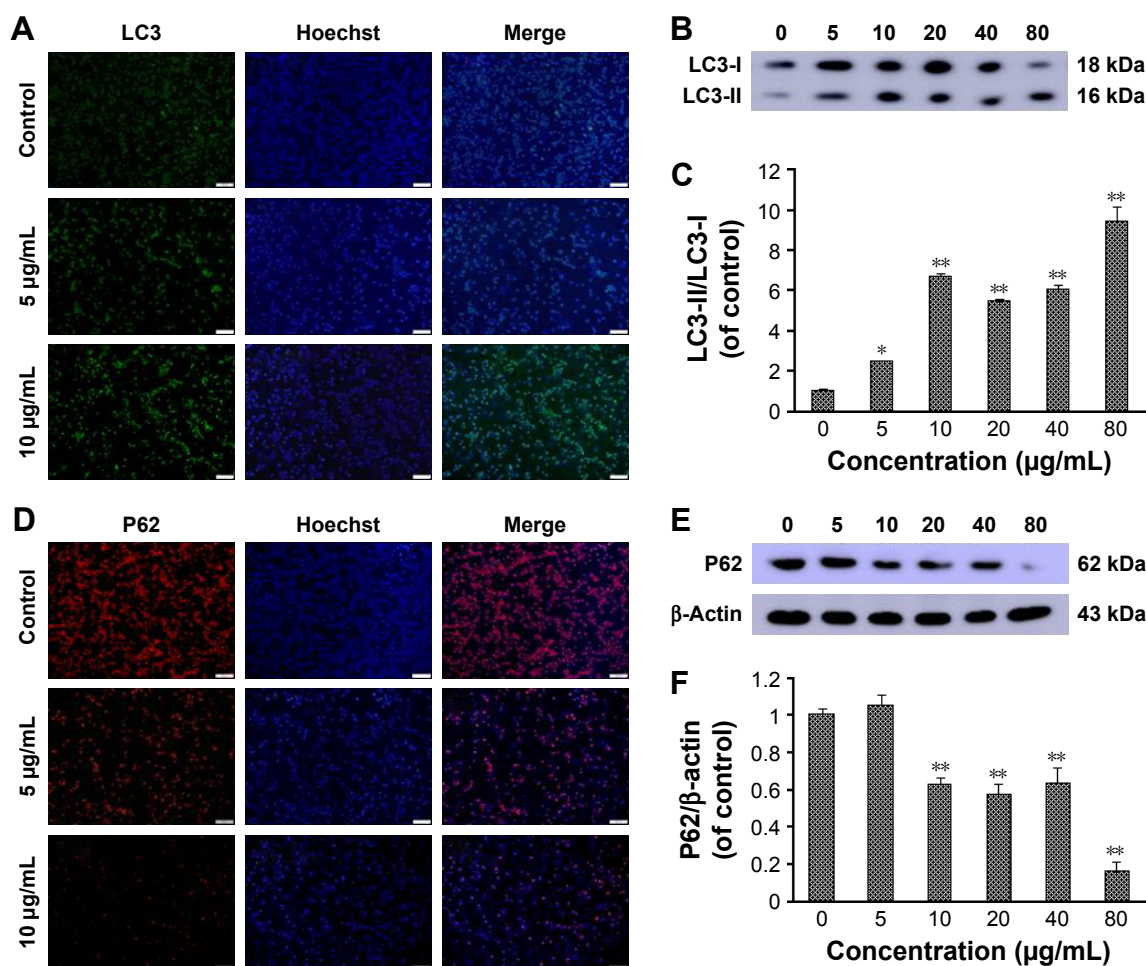 A
LC3 Hoechst Merge
Control
5 µg/mL
10 µg/mL
B
0 5 10 20 40 80
LC3-I 18 kDa
LC3-II 16 kDa
C
12
10
8
6
4
2
0
LC3-II/LC3-I
(of control)
*
**
**
**
**
0 5 10 20 40 80
Concentration (µg/mL)
D
P62 Hoechst Merge
Control
5 µg/mL
10 µg/mL
E
0 5 10 20 40 80
P62 62 kDa
β-Actin 43 kDa
F
1.2
1
0.8
0.6
0.4
0.2
0
P62/β-actin
(of control)
**
**
**
**
0 5 10 20 40 80
Concentration (µg/mL)